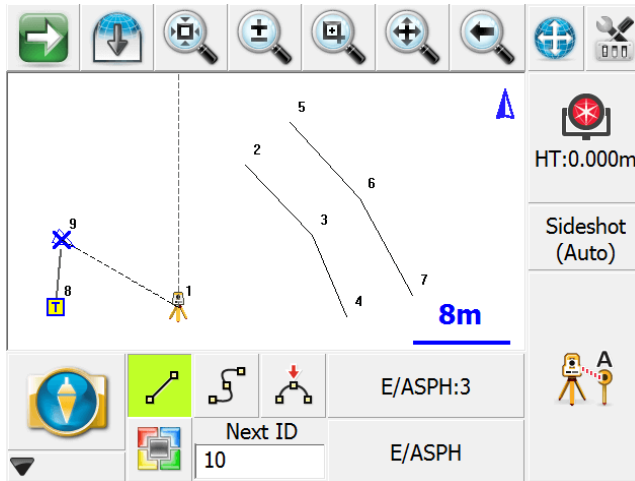 5
2
6
HT:0.000m
9
3
Sideshot
(Auto)
7
8
1
4
T
8m
A
E/ASPH:3
Next ID
10
E/ASPH